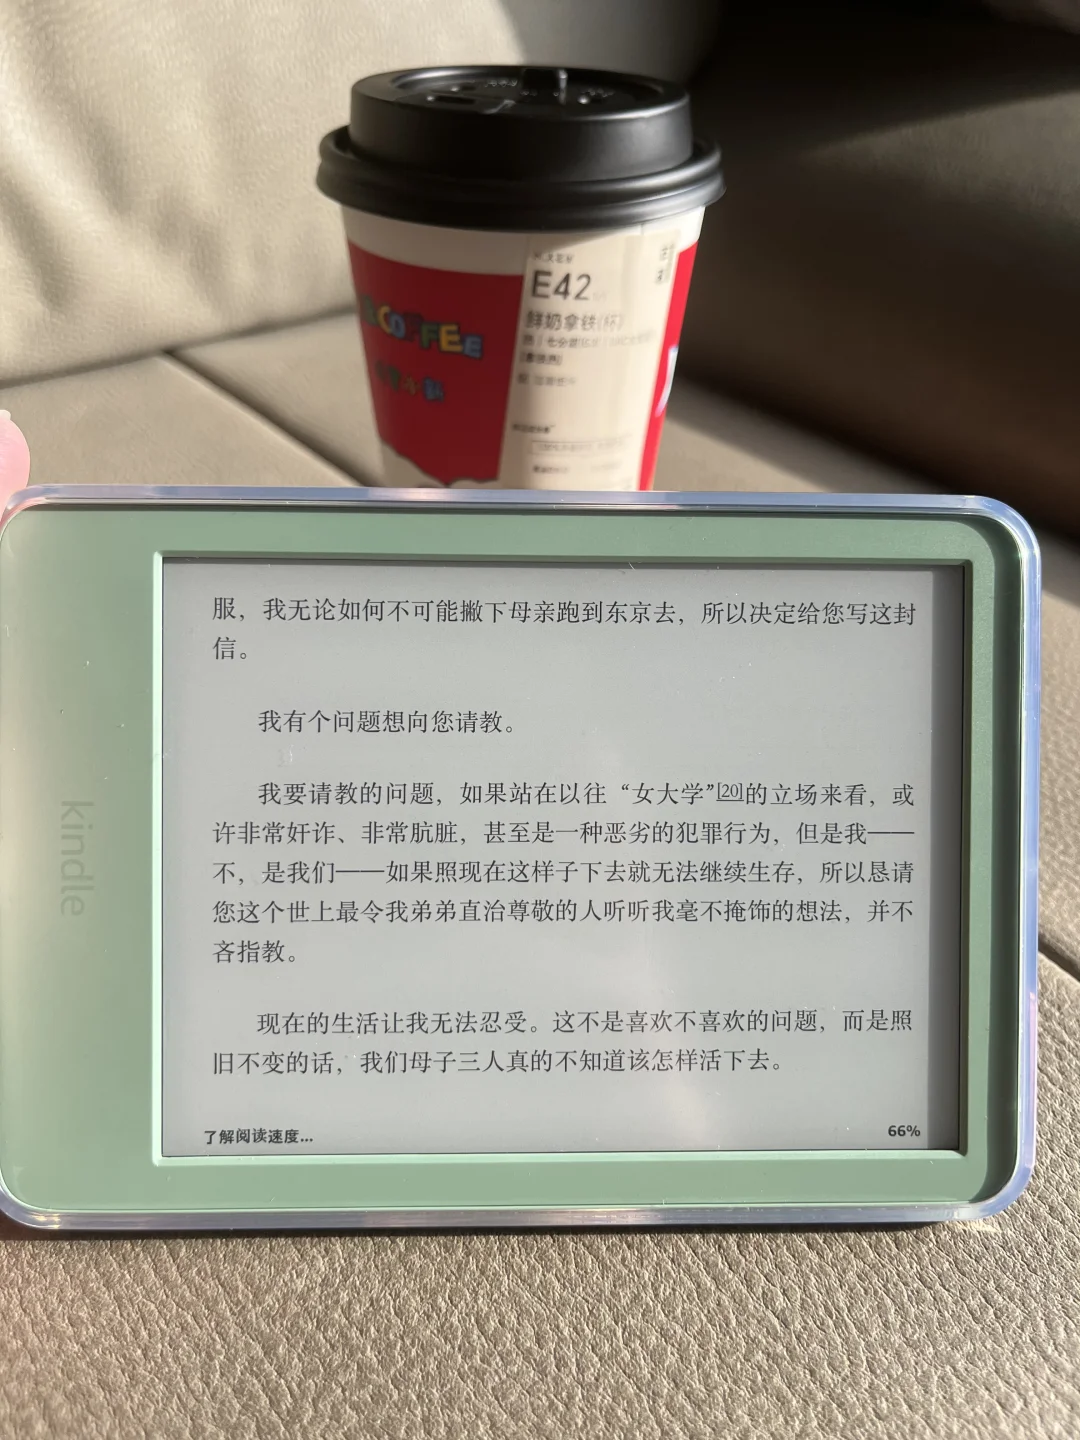 COFFEE
E42
鲜奶拿铁(杯)
服，我无论如何不可能撇下母亲跑到东京去，所以决定给您写这封
信。
我有个问题想向您请教。
我要请教的问题，如果站在以往“女大学”[20]的立场来看，或
许非常奸诈、非常肮脏，甚至是一种恶劣的犯罪行为，但是我——
不，是我们——如果照现在这样子下去就无法继续生存，所以恳请
您这个世上最令我弟弟直治尊敬的人听听我毫不掩饰的想法，并不
吝指教。
现在的生活让我无法忍受。这不是喜欢不喜欢的问题，而是照
旧不变的话，我们母子三人真的不知道该怎样活下去。
了解阅读速度...
66%
kindle